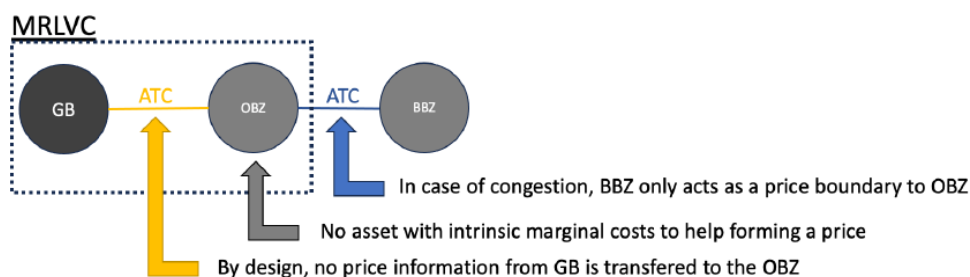 MRLVC
GB ATC OBZ ATC BBZ
In case of congestion, BBZ only acts as a price boundary to OBZ
No asset with intrinsic marginal costs to help forming a price
By design, no price information from GB is transfered to the OBZ